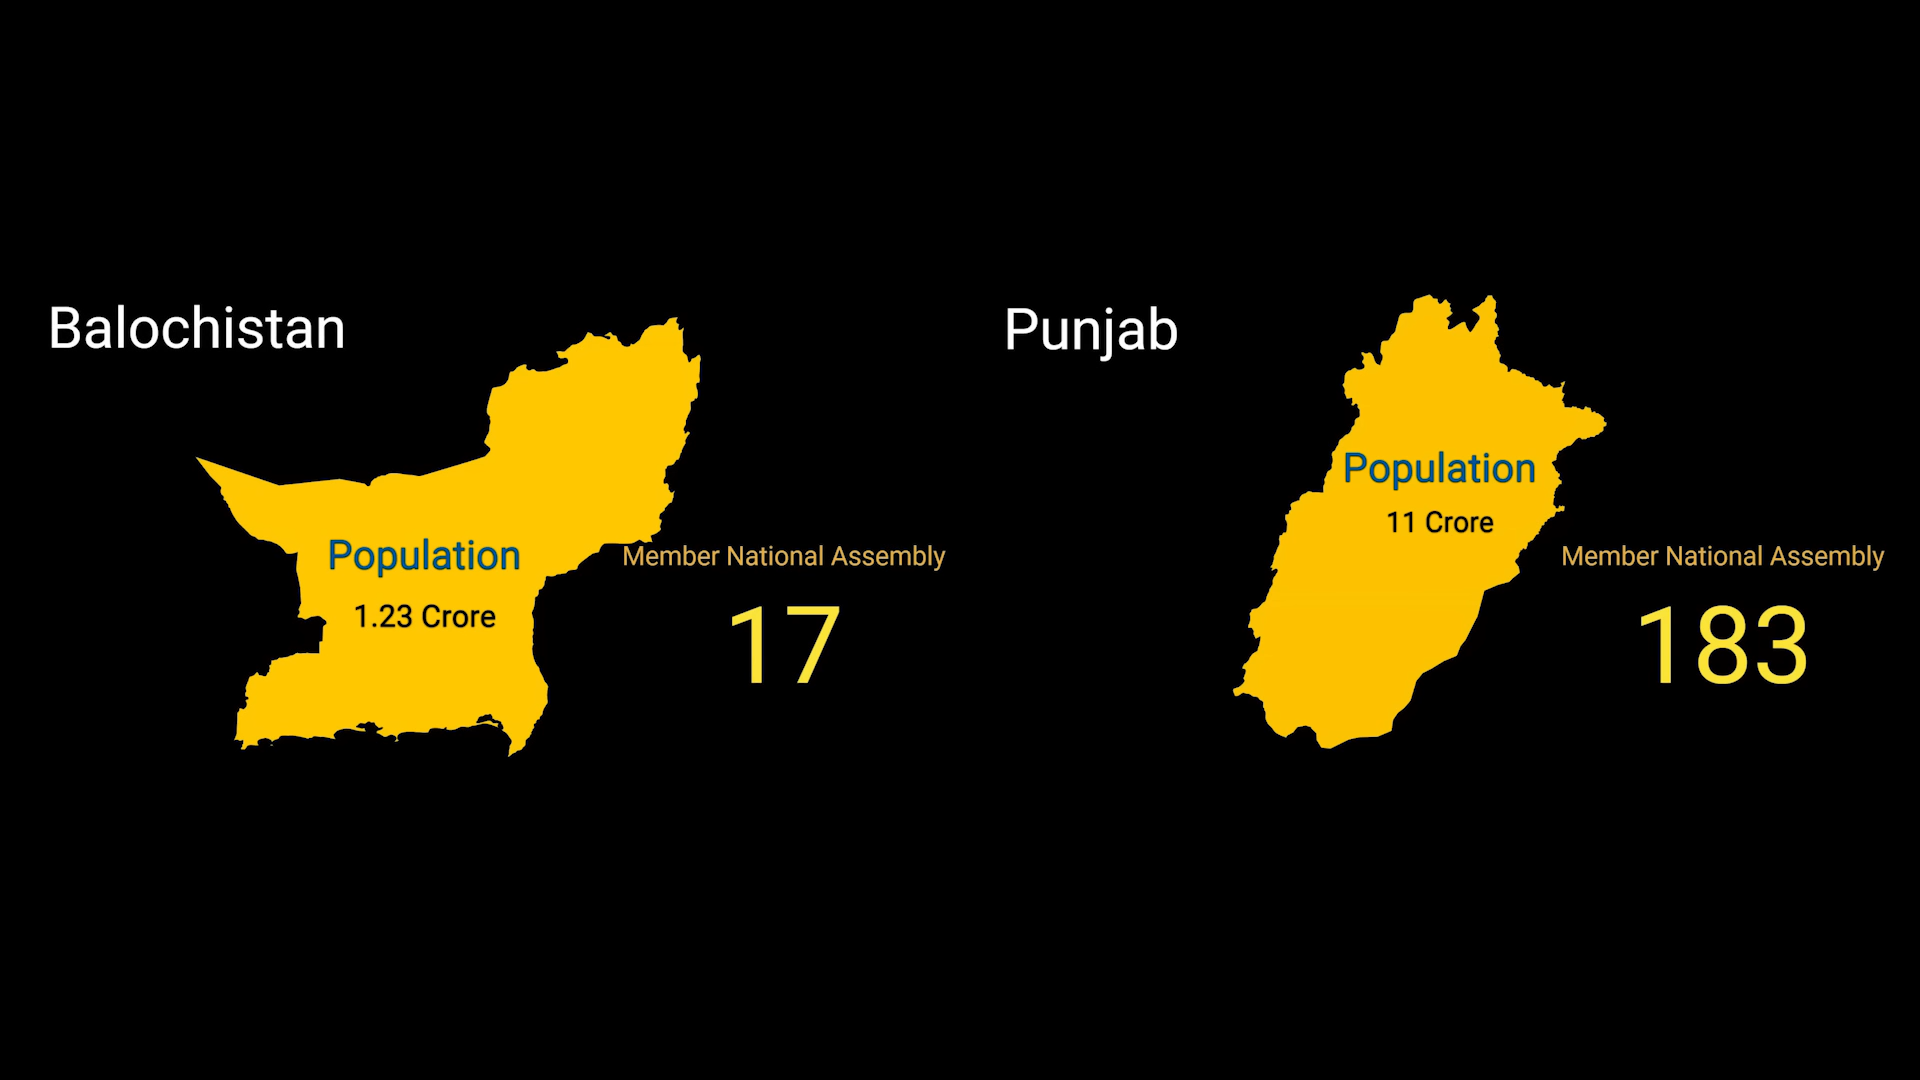 Balochistan
Population
1.23 Crore
Member National Assembly
17
Punjab
Population
11 Crore
Member National Assembly
183